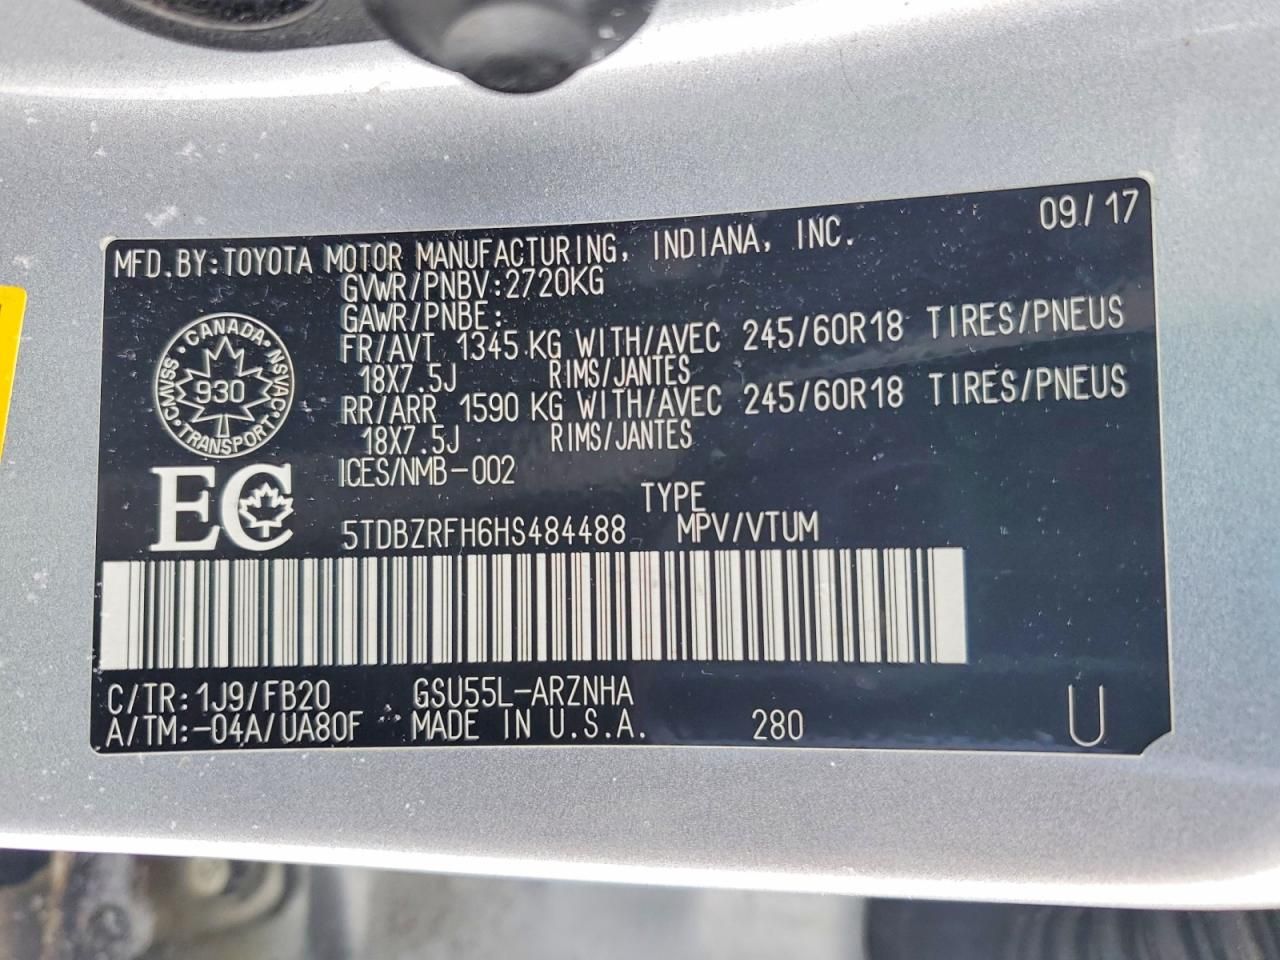 09/17
MFD.BY:TOYOTA MOTOR MANUFACTURING, INDIANA, INC.
GVWR/PNBV:2720KG
GAWR/PNBE:
FR/AVT 1345 KG WITH/AVEC 245/60R18 TIRES/PNEUS
18X7.5J RIMS/JANTES
RR/ARR 1590 KG WITH/AVEC 245/60R18 TIRES/PNEUS
18X7.5J RIMS/JANTES
ICES/NMB-002
CANADA
NSVAC
TRANSPORT
CMVSS
930
EC
TYPE
5TDBZRFH6HS484488 MPV/VTUM
C/TR:1J9/FB20 GSU55L-ARZNHA
A/TM:-04A/UA80F MADE IN U.S.A. 280 U